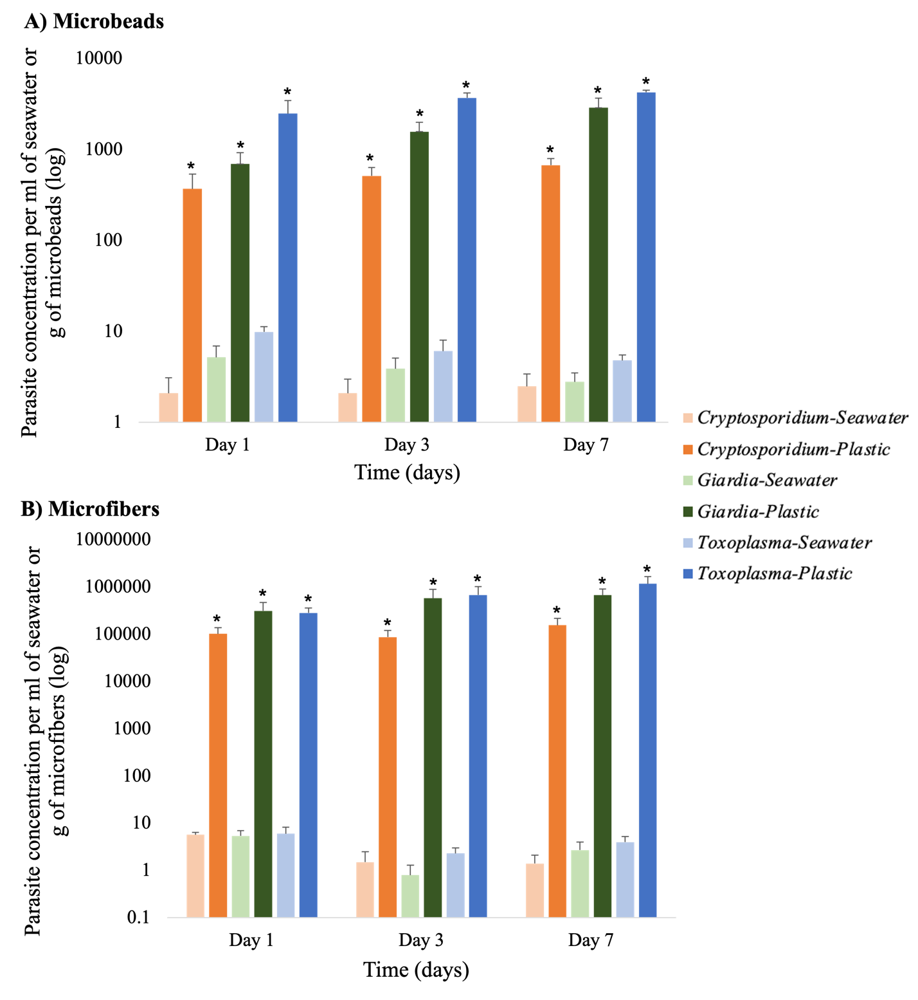 A) Microbeads
Parasite concentration per ml of seawater or
g of microbeads (log)
10000
1000
100
10
1
* * * * * * * * *
Day 1 Day 3 Day 7
Time (days)
Cryptosporidium-Seawater
Cryptosporidium-Plastic
Giardia-Seawater
Giardia-Plastic
Toxoplasma-Seawater
Toxoplasma-Plastic
B) Microfibers
Parasite concentration per ml of seawater or
g of microfibers (log)
10000000
1000000
100000
10000
1000
100
10
1
0.1
* * * * * * * * *
Day 1 Day 3 Day 7
Time (days)